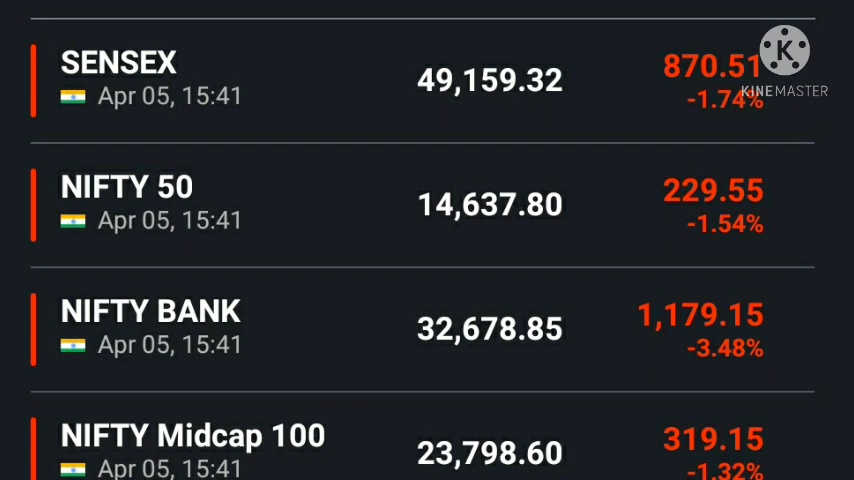 SENSEX
Apr 05, 15:41
49,159.32
870.51
-1.74%
KINEMASTER
NIFTY 50
Apr 05, 15:41
14,637.80
229.55
-1.54%
NIFTY BANK
Apr 05, 15:41
32,678.85
1,179.15
-3.48%
NIFTY Midcap 100
Apr 05, 15:41
23,798.60
319.15
-1.32%